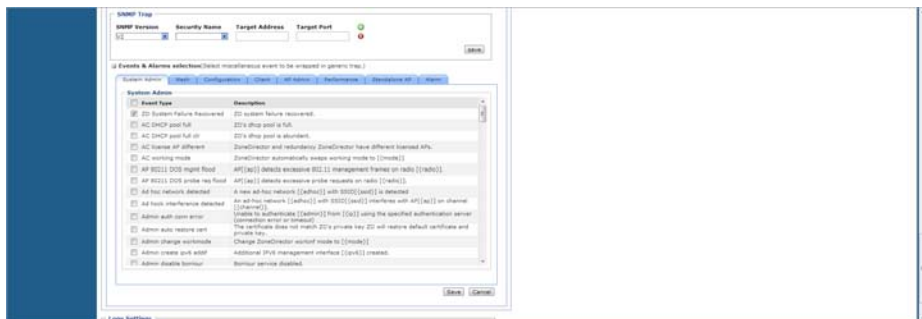 SNMP Trap
SNMP Version Security Name Target Address Target Port
Save
Events & Alarms selection(Select miscellaneous event to be wrapped in generic trap.)
System Admin Mesh Configuration Client AP Admin Performance Standalone AP Alarm
System Admin
Event Type Description
ZD System Failure Recovered ZD system failure recovered.
AC DHCP pool full ZD's dhcp pool is full.
AC DHCP pool full clr ZD's dhcp pool is abundant.
AC license AP different ZoneDirector and redundancy ZoneDirector have different licensed APs.
AC working mode ZoneDirector automatically swaps working mode to {[mode]}
AP 80211 DOS mgmt flood AP[{ap}] detects excessive 802.11 management frames on radio [{radio}].
AP 80211 DOS probe req flood AP[{ap}] detects excessive probe requests on radio [{radio}].
Ad hoc network detected A new ad-hoc network [{adhoc}] with SSID[{ssid}] is detected
Ad hook interference detected An ad-hoc network [{adhoc}] with SSID[{ssid}] interferes with AP[{ap}] on channel
[{channel}].
Admin auth conn error Unable to authenticate [{admin}] from [{ip}] using the specified authentication server
(connection error or timeout)
Admin auto restore cert The certificate does not match ZD's private key ZD will restore default certificate and
private key.
Admin change workmode Change ZoneDirector mode to [{mode}]
Admin create ipv6 addif Additional IPV6 management interface [{ipv6}] created.
Admin disable bonjour Bonjour service disabled.
Save Cancel